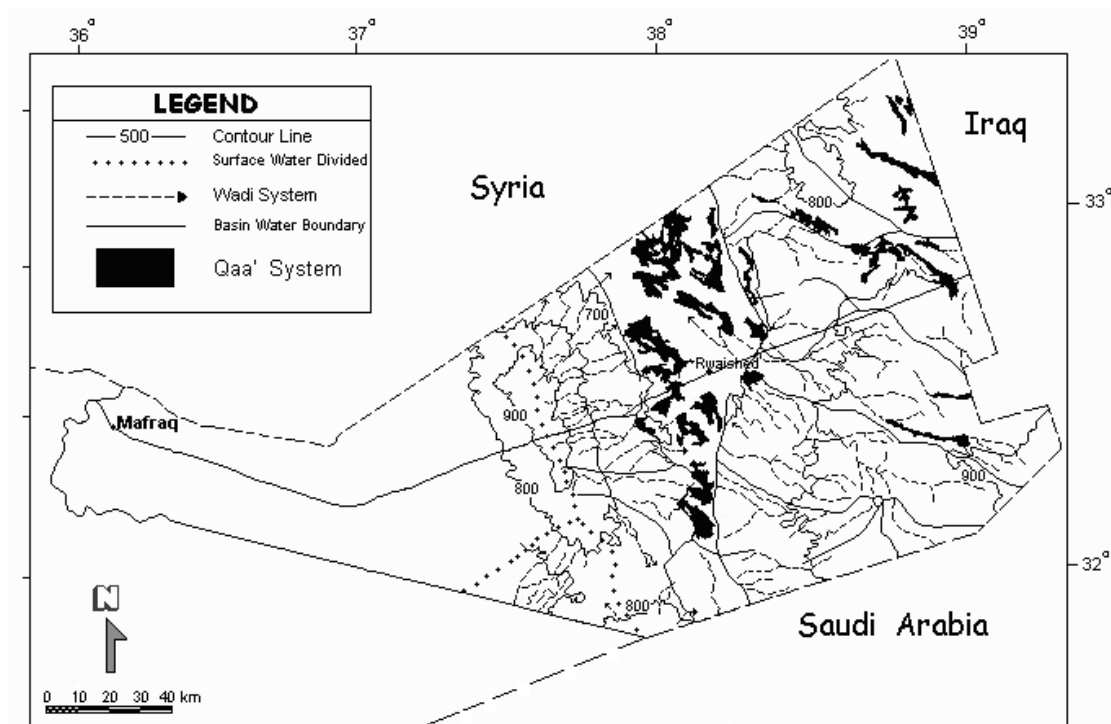 36° 37° 38° 39°
LEGEND
500 Contour Line
Surface Water Divided
Wadi System
Basin Water Boundary
Qaa' System
Iraq
Syria
33°
800
700
Rwaished
900
Mafraq
800
900
32°
800
N
Saudi Arabia
0 10 20 30 40 km